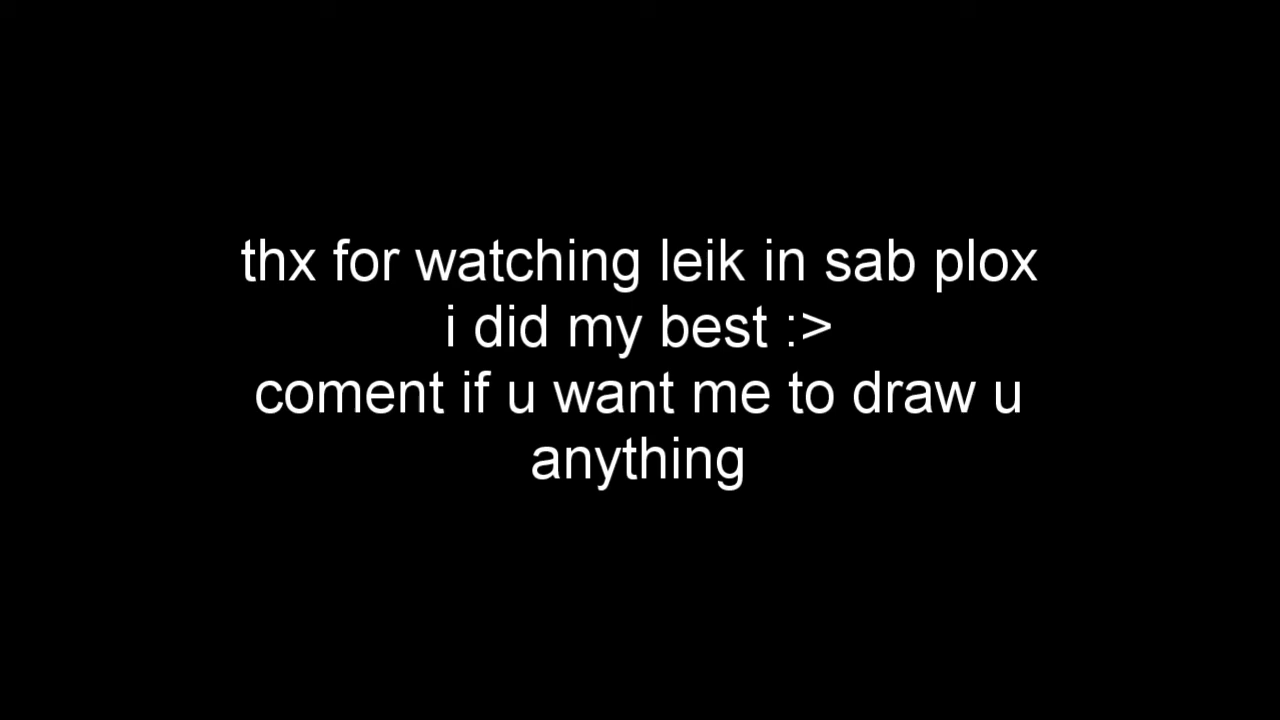 thx for watching leik in sab plox
i did my best :>
coment if u want me to draw u
anything